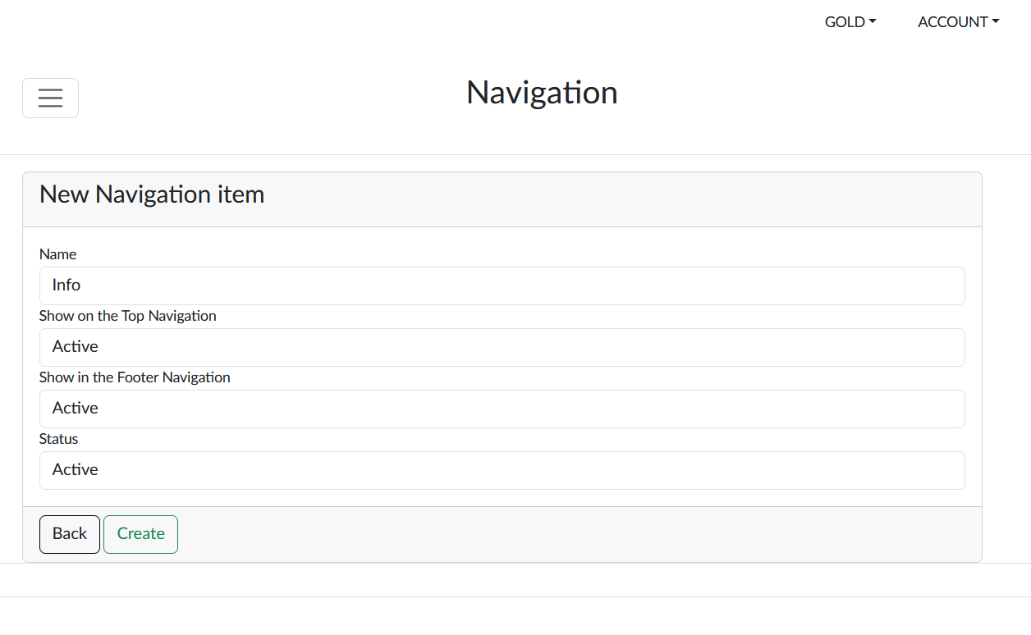 GOLD ACCOUNT
Navigation
New Navigation item
Name
Info
Show on the Top Navigation
Active
Show in the Footer Navigation
Active
Status
Active
Back Create